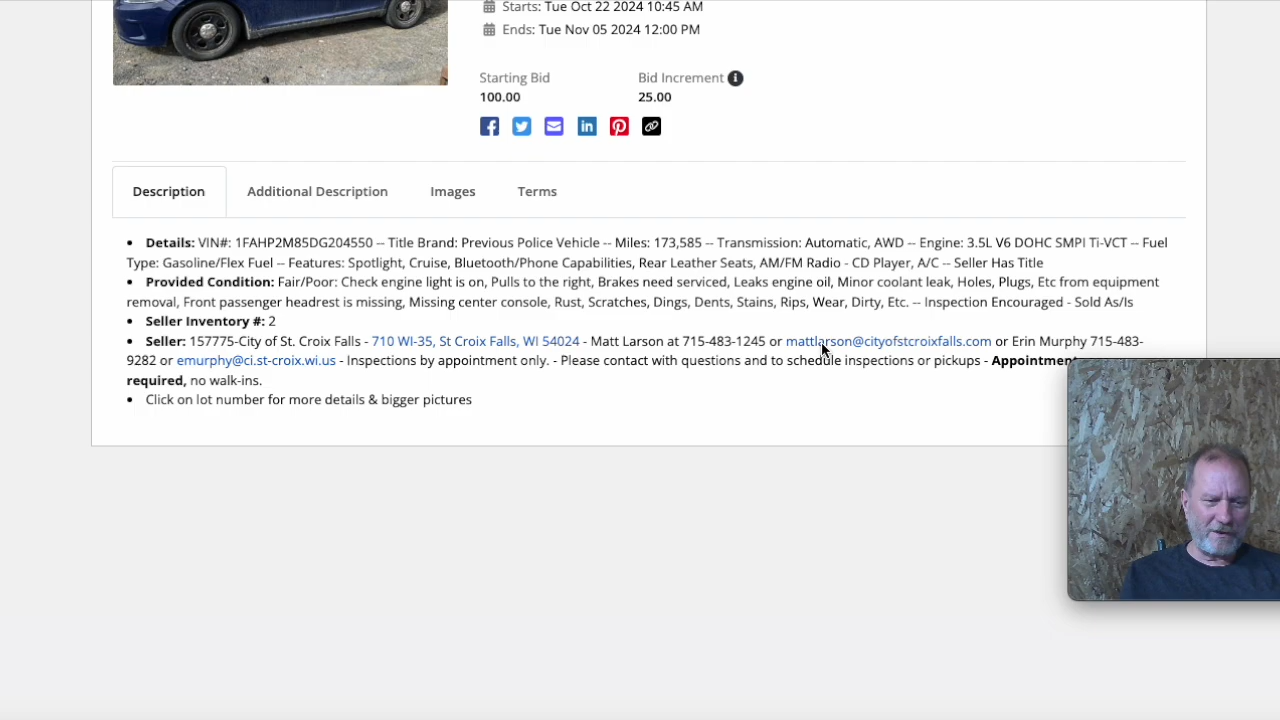 Starts: Tue Oct 22 2024 10:45 AM
Ends: Tue Nov 05 2024 12:00 PM
Starting Bid
Bid Increment
100.00
25.00
Description
Additional Description
Images
Terms
• Details: VIN#: 1FAHP2M85DG204550 -- Title Brand: Previous Police Vehicle -- Miles: 173,585 -- Transmission: Automatic, AWD -- Engine: 3.5L V6 DOHC SMPI Ti-VCT -- Fuel
Type: Gasoline/Flex Fuel -- Features: Spotlight, Cruise, Bluetooth/Phone Capabilities, Rear Leather Seats, AM/FM Radio - CD Player, A/C -- Seller Has Title
• Provided Condition: Fair/Poor: Check engine light is on, Pulls to the right, Brakes need serviced, Leaks engine oil, Minor coolant leak, Holes, Plugs, Etc from equipment
removal, Front passenger headrest is missing, Missing center console, Rust, Scratches, Dings, Dents, Stains, Rips, Wear, Dirty, Etc. -- Inspection Encouraged - Sold As/Is
• Seller Inventory #: 2
• Seller: 157775-City of St. Croix Falls - 710 WI-35, St Croix Falls, WI 54024 - Matt Larson at 715-483-1245 or mattlarson@cityofstcroixfalls.com or Erin Murphy 715-483-
9282 or emurphy@ci.st-croix.wi.us - Inspections by appointment only. - Please contact with questions and to schedule inspections or pickups - Appointment
required, no walk-ins.
• Click on lot number for more details & bigger pictures